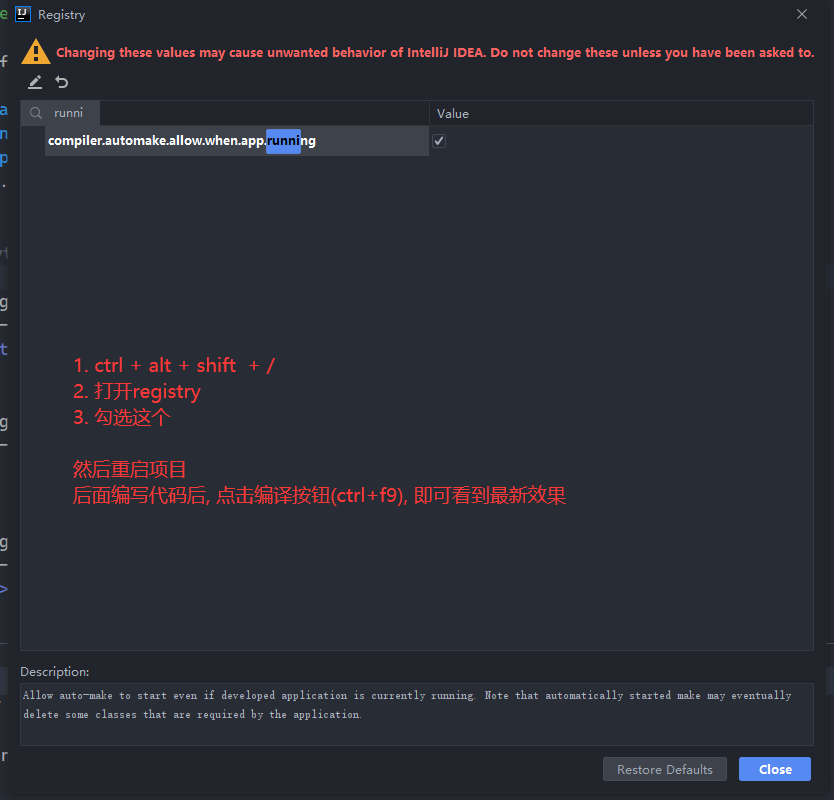 Registry
Changing these values may cause unwanted behavior of IntelliJ IDEA. Do not change these unless you have been asked to.
runni
Value
compiler.automake.allow.when.app.running
1. ctrl + alt + shift + /
2. 打开registry
3. 勾选这个
然后重启项目
后面编写代码后, 点击编译按钮(ctrl+f9), 即可看到最新效果
Description:
Allow auto-make to start even if developed application is currently running. Note that automatically started make may eventually
delete some classes that are required by the application.
Restore Defaults
Close